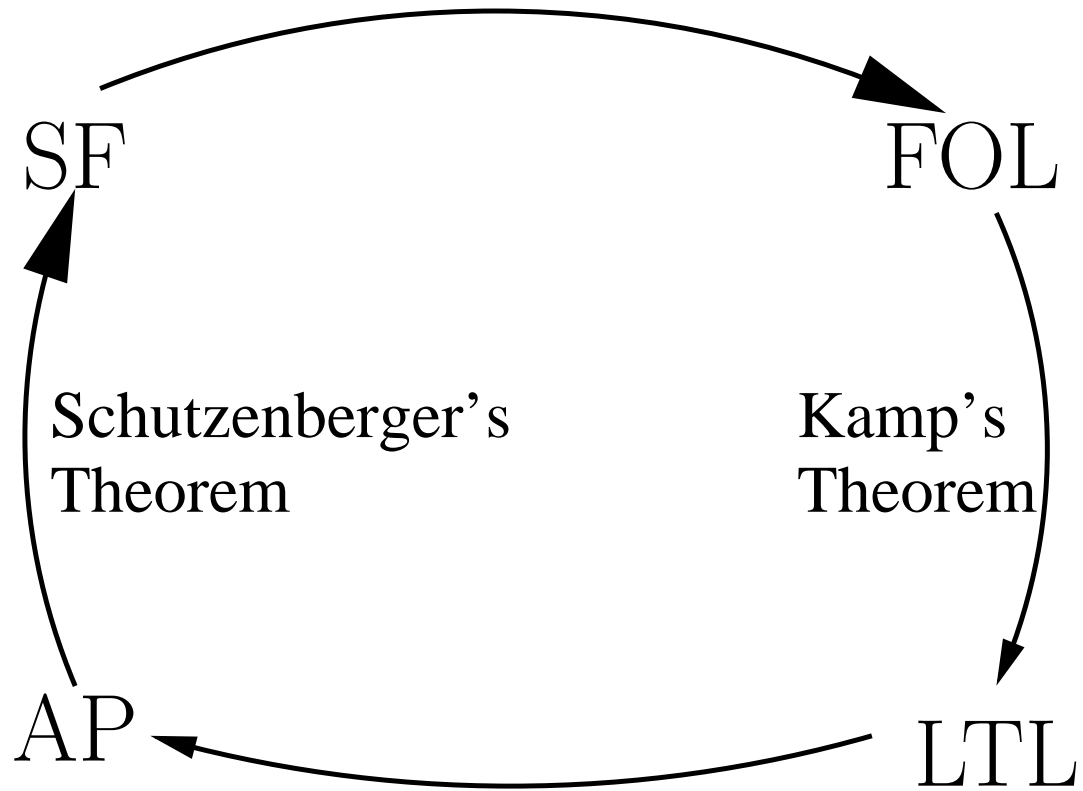 SF
FOL
Schutzenberger's
Theorem
Kamp's
Theorem
AP
LTL